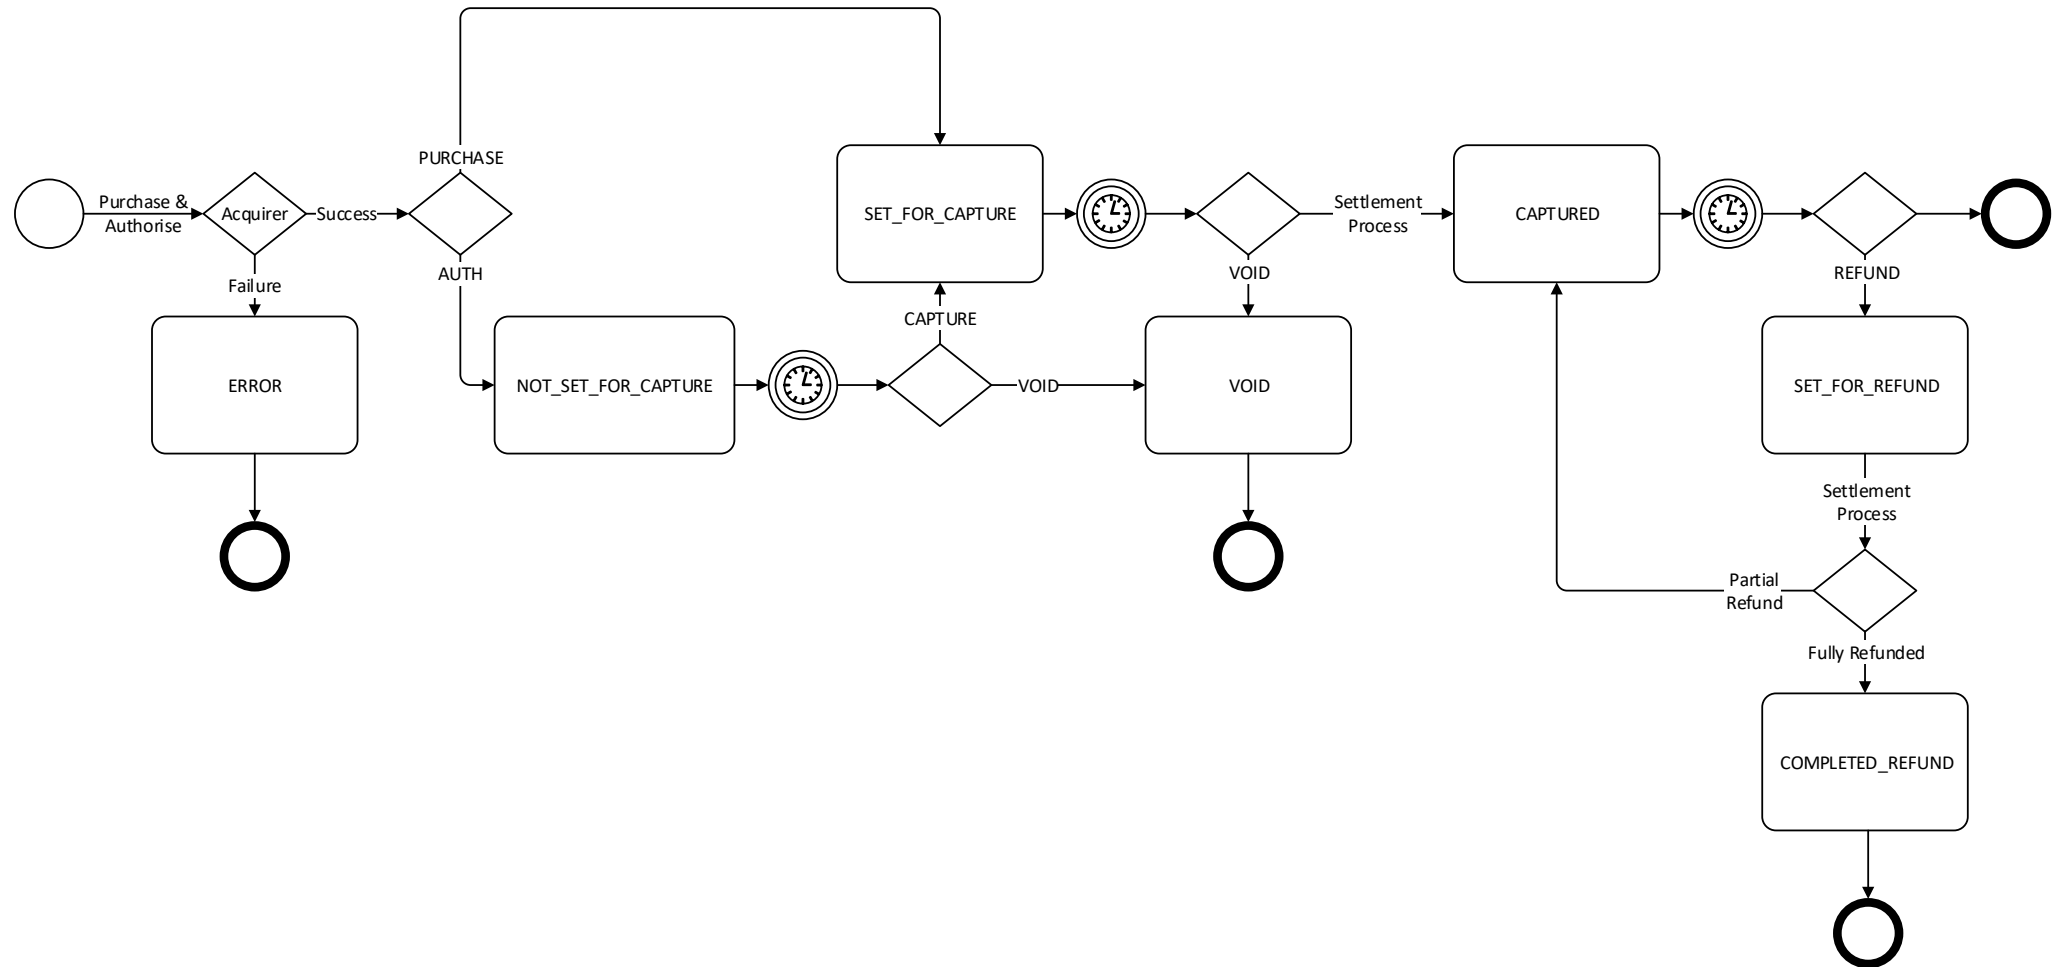 PURCHASE
Purchase &
Authorise
Acquirer
Success
SET_FOR_CAPTURE
Settlement
Process
CAPTURED
Failure
AUTH
VOID
REFUND
CAPTURE
ERROR
NOT_SET_FOR_CAPTURE
VOID
VOID
SET_FOR_REFUND
Settlement
Process
Partial
Refund
Fully Refunded
COMPLETED_REFUND